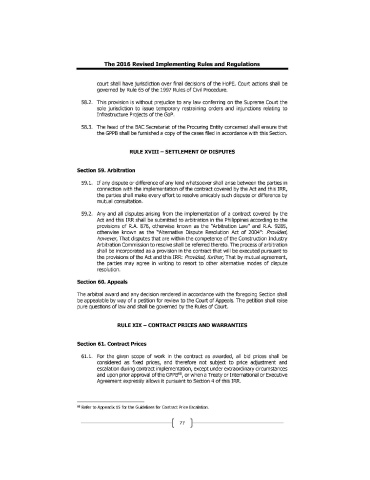 The 2016 Revised Implementing Rules and Regulations
court shall have jurisdiction over final decisions of the HoPE. Court actions shall be
governed by Rule 65 of the 1997 Rules of Civil Procedure.
58.2. This provision is without prejudice to any law conferring on the Supreme Court the
sole jurisdiction to issue temporary restraining orders and injunctions relating to
Infrastructure Projects of the GoP.
58.3. The head of the BAC Secretariat of the Procuring Entity concerned shall ensure that
the GPPB shall be furnished a copy of the cases filed in accordance with this Section.
RULE XVIII – SETTLEMENT OF DISPUTES
Section 59. Arbitration
59.1. If any dispute or difference of any kind whatsoever shall arise between the parties in
connection with the implementation of the contract covered by the Act and this IRR,
the parties shall make every effort to resolve amicably such dispute or difference by
mutual consultation.
59.2. Any and all disputes arising from the implementation of a contract covered by the
Act and this IRR shall be submitted to arbitration in the Philippines according to the
provisions of R.A. 876, otherwise known as the "Arbitration Law" and R.A. 9285,
otherwise known as the "Alternative Dispute Resolution Act of 2004": Provided,
however, That disputes that are within the competence of the Construction Industry
Arbitration Commission to resolve shall be referred thereto. The process of arbitration
shall be incorporated as a provision in the contract that will be executed pursuant to
the provisions of the Act and this IRR: Provided, further, That by mutual agreement,
the parties may agree in writing to resort to other alternative modes of dispute
resolution.
Section 60. Appeals
The arbitral award and any decision rendered in accordance with the foregoing Section shall
be appealable by way of a petition for review to the Court of Appeals. The petition shall raise
pure questions of law and shall be governed by the Rules of Court.
RULE XIX – CONTRACT PRICES AND WARRANTIES
Section 61. Contract Prices
61.1. For the given scope of work in the contract as awarded, all bid prices shall be
considered as fixed prices, and therefore not subject to price adjustment and
escalation during contract implementation, except under extraordinary circumstances
and upon prior approval of the GPPB, or when a Treaty or International or Executive
Agreement expressly allows it pursuant to Section 4 of this IRR.
Refer to Appendix 15 for the Guidelines for Contract Price Escalation.
77